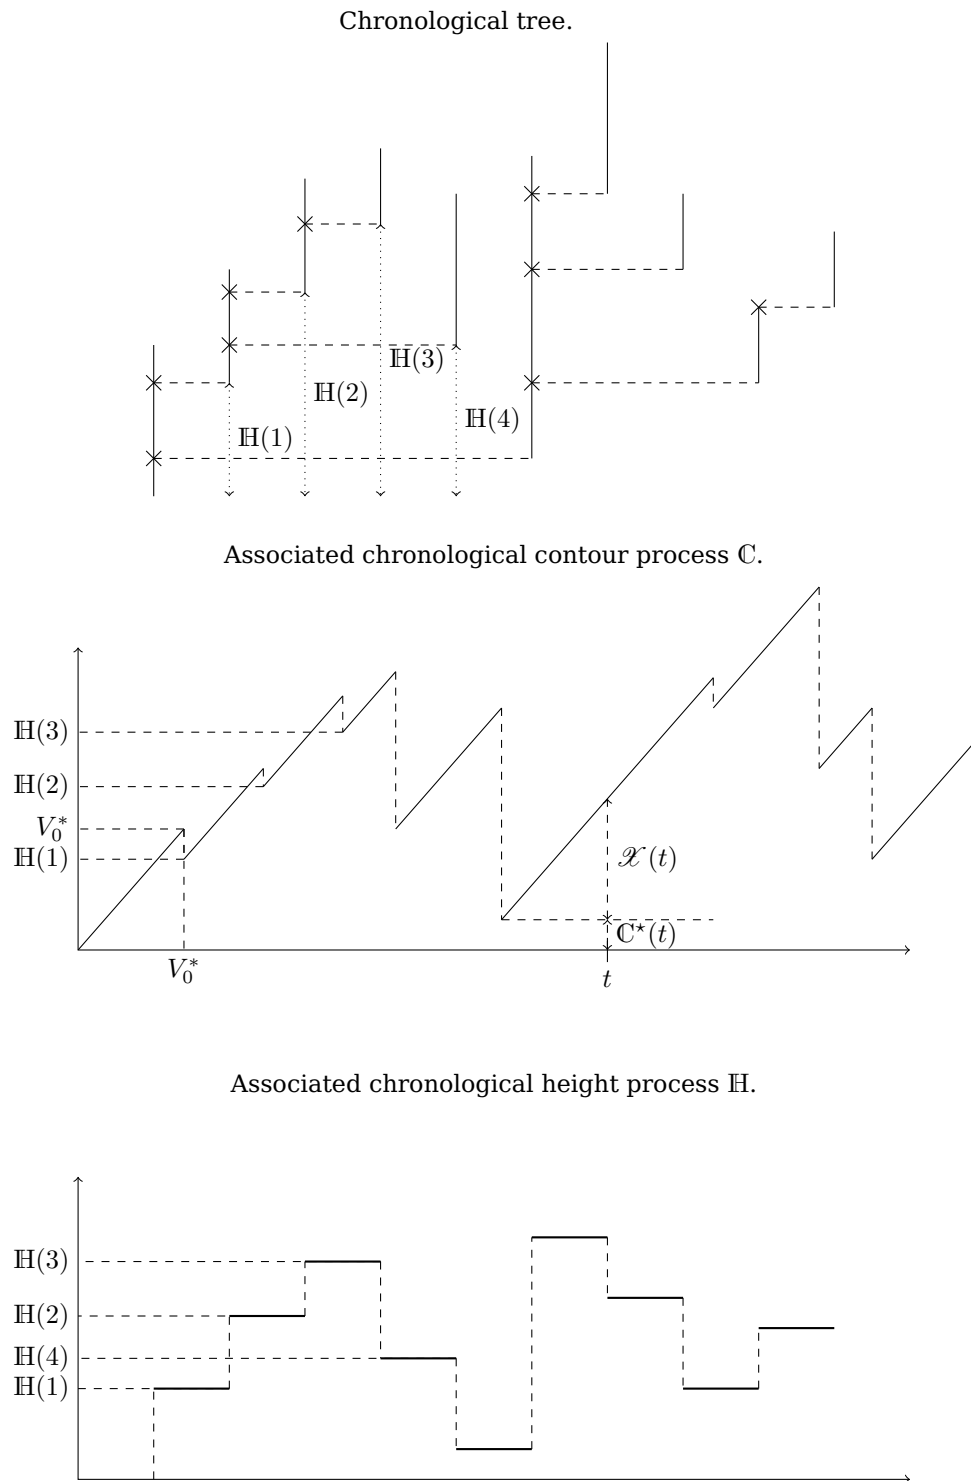 Chronological tree.
ℍ(3)
ℍ(2)
ℍ(4)
ℍ(1)
Associated chronological contour process ℂ.
ℍ(3)
ℍ(2)
V₀*
ℍ(1)
𝒳(t)
ℂ⋆(t)
V₀*
t
Associated chronological height process ℍ.
ℍ(3)
ℍ(2)
ℍ(4)
ℍ(1)